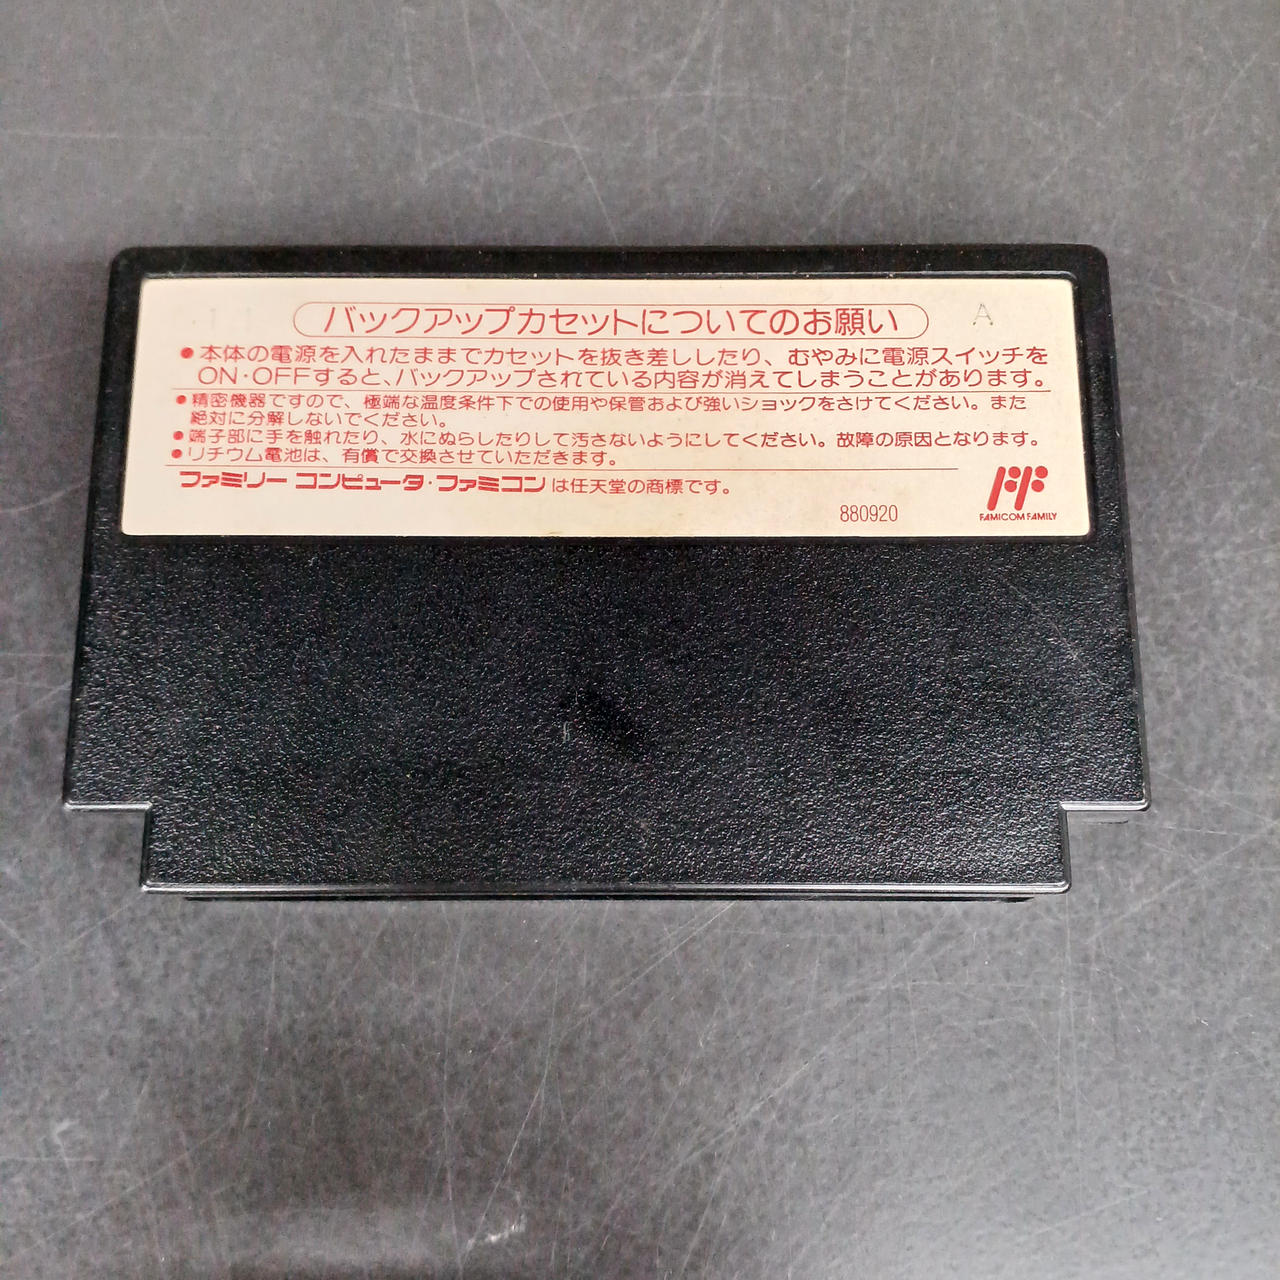 バックアップカセットについてのお願い
A
●本体の電源を入れたままでカセットを抜き差ししたり、むやみに電源スイッチを
ON・OFFすると、バックアップされている内容が消えてしまうことがあります。
●精密機器ですので、極端な温度条件下での使用や保管および強いショックをさけてください。また
絶対に分解しないでください。
●端子部に手を触れたり、水にぬらしたりして汚さないようにしてください。故障の原因となります。
●リチウム電池は、有償で交換させていただきます。
ファミリー コンピュータ・ファミコンは任天堂の商標です。
880920
FAMICOM FAMILY